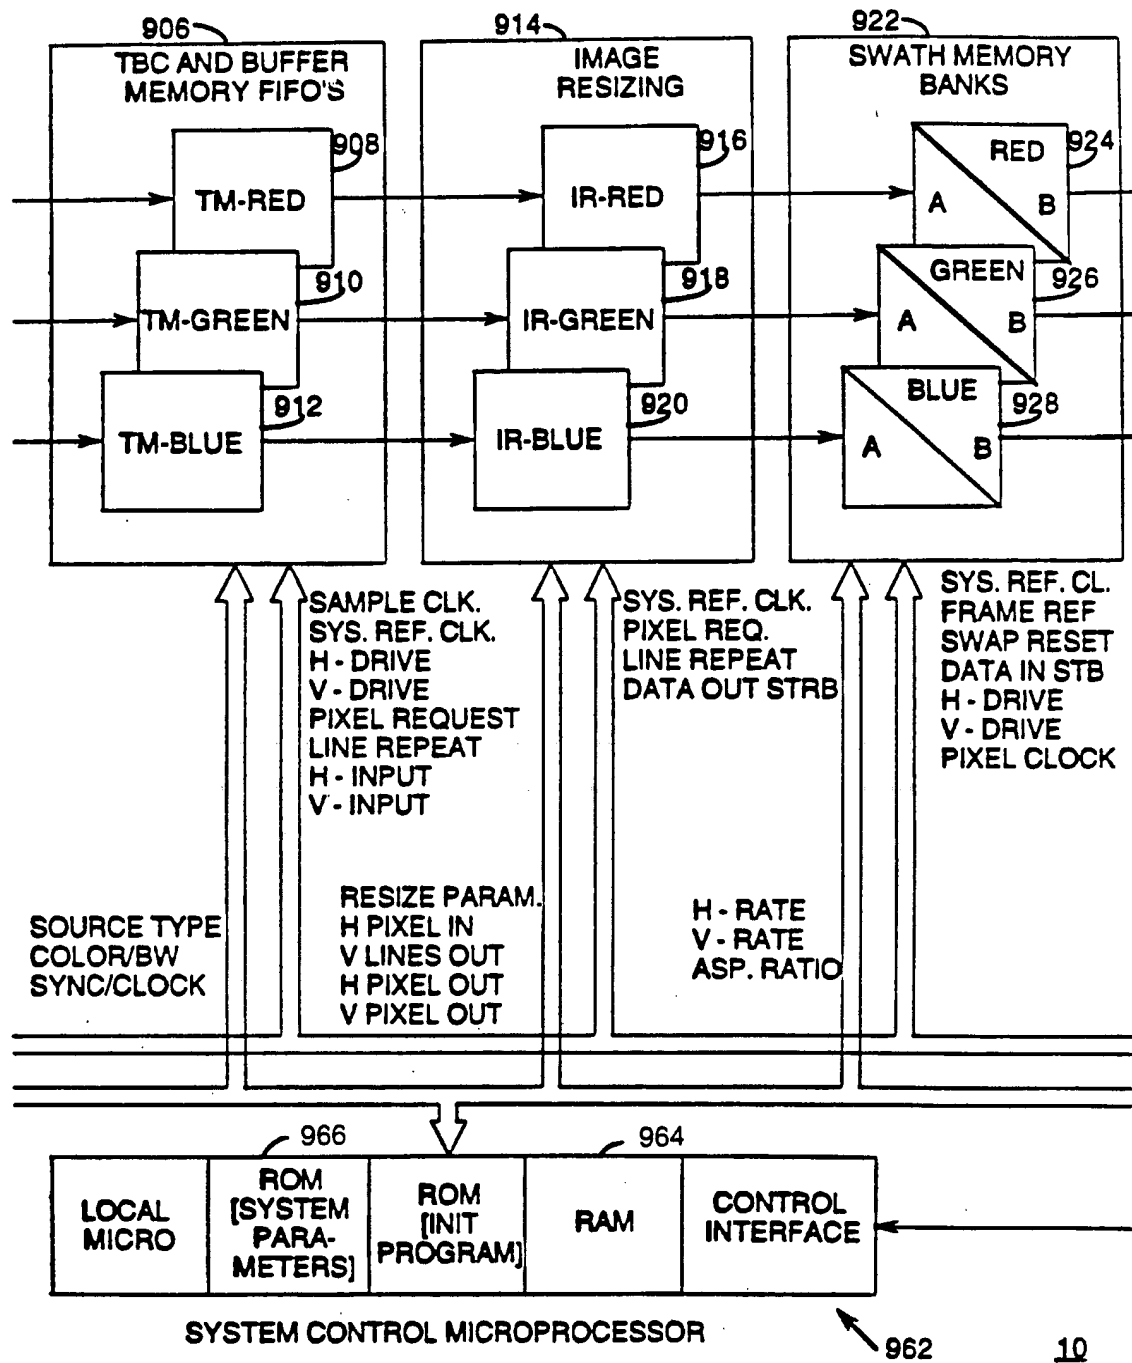 906
TBC AND BUFFER
MEMORY FIFO'S
908
TM-RED
910
TM-GREEN
912
TM-BLUE
914
IMAGE
RESIZING
916
IR-RED
918
IR-GREEN
920
IR-BLUE
922
SWATH MEMORY
BANKS
924
RED
A
B
926
GREEN
A
B
928
BLUE
A
B
SAMPLE CLK.
SYS. REF. CLK.
H - DRIVE
V - DRIVE
PIXEL REQUEST
LINE REPEAT
H - INPUT
V - INPUT
SYS. REF. CLK.
PIXEL REQ.
LINE REPEAT
DATA OUT STRB
SYS. REF. CL.
FRAME REF
SWAP RESET
DATA IN STB
H - DRIVE
V - DRIVE
PIXEL CLOCK
SOURCE TYPE
COLOR/BW
SYNC/CLOCK
RESIZE PARAM.
H PIXEL IN
V LINES OUT
H PIXEL OUT
V PIXEL OUT
H - RATE
V - RATE
ASP. RATIO
966
964
LOCAL
MICRO
ROM
[SYSTEM
PARA-
METERS]
ROM
[INIT
PROGRAM]
RAM
CONTROL
INTERFACE
SYSTEM CONTROL MICROPROCESSOR
962
10